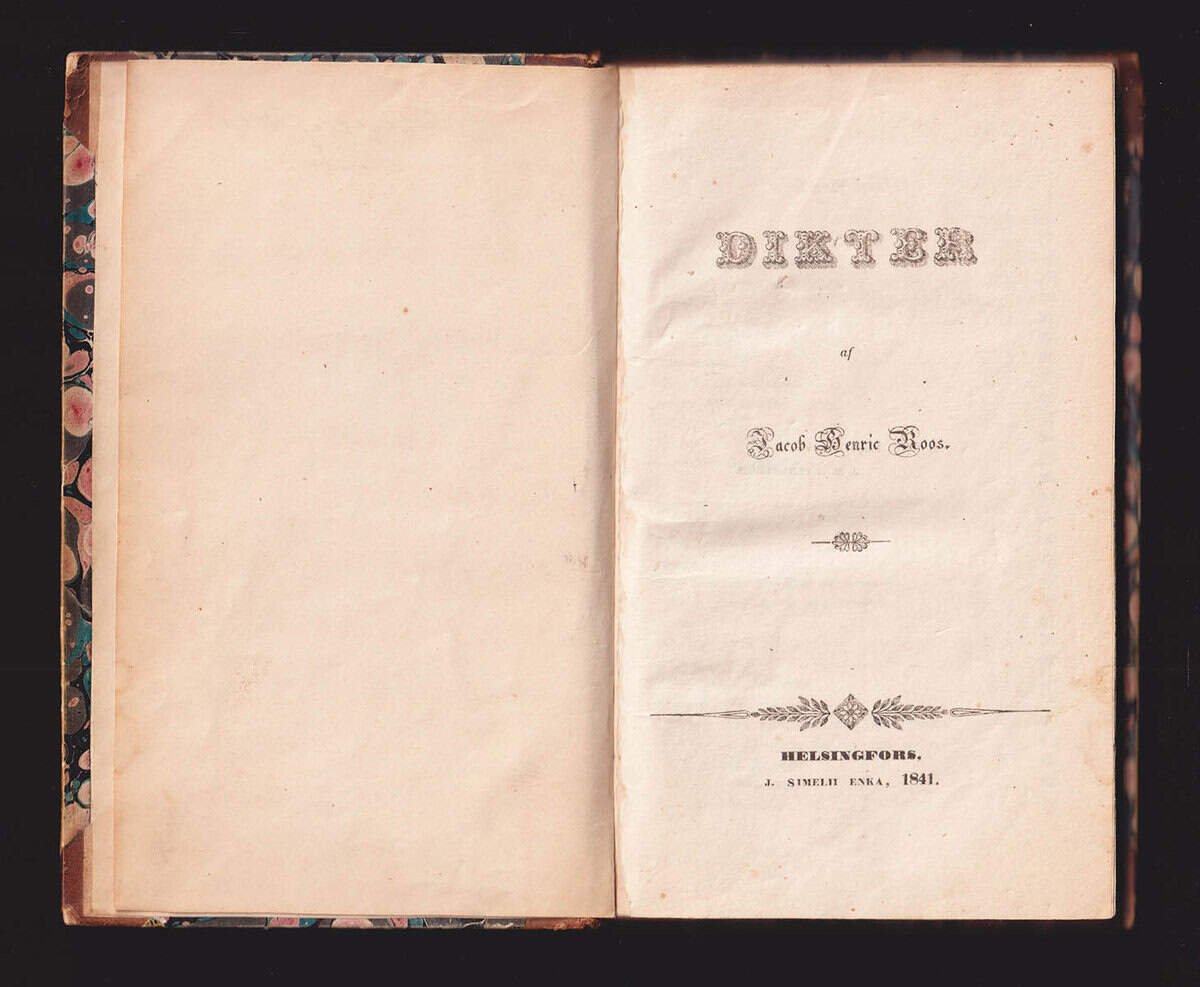 DIKTER
af
Jacob Henric Roos.
HELSINGFORS,
J. SIMELII ENKA, 1841.